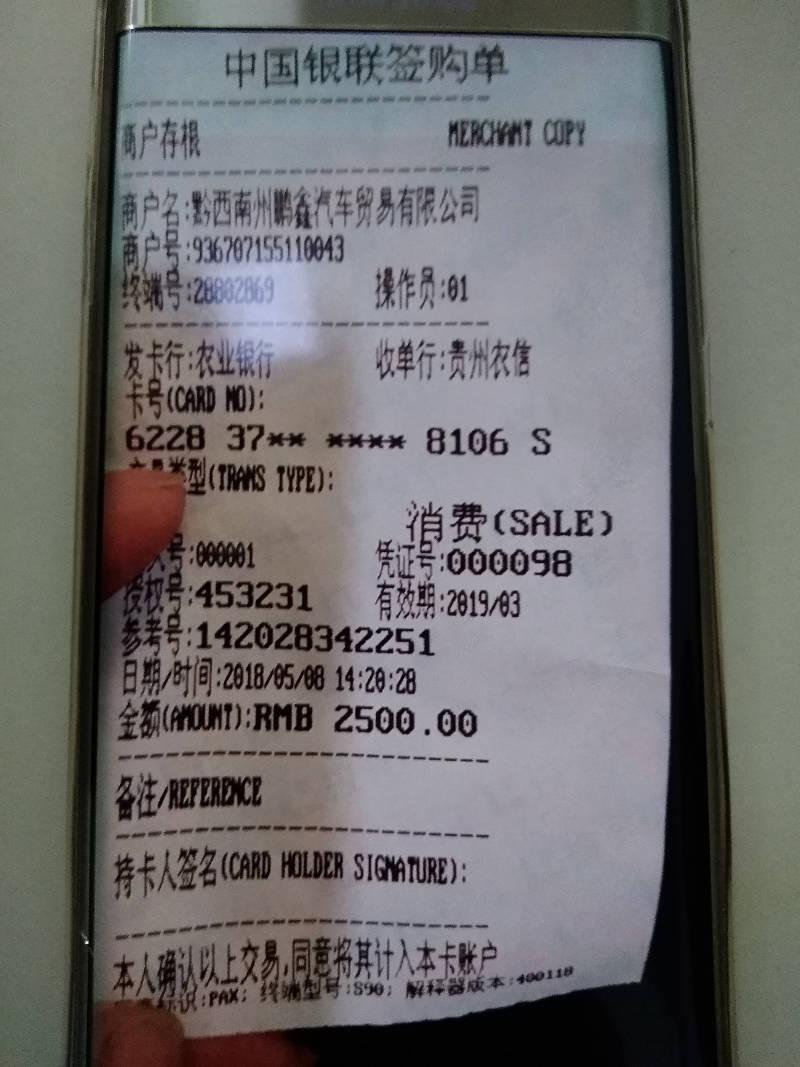 中国银联签购单
商户存根 MERCHANT COPY
商户名:黔西南州鹏鑫汽车贸易有限公司
商户号:936707155110043
终端号:28802869 操作员:01
发卡行:农业银行 收单行:贵州农信
卡号(CARD NO):
6228 37** **** 8106 S
类型(TRANS TYPE):
消费(SALE)
号:000001 凭证号:000098
授权号:453231 有效期:2019/03
参考号:142028342251
日期/时间:2018/05/08 14:20:28
金额(AMOUNT):RMB 2500.00
备注/REFERENCE
持卡人签名(CARD HOLDER SIGNATURE):
本人确认以上交易,同意将其计入本卡账户
标识:PAX; 终端型号:S90; 解释器版本:400118